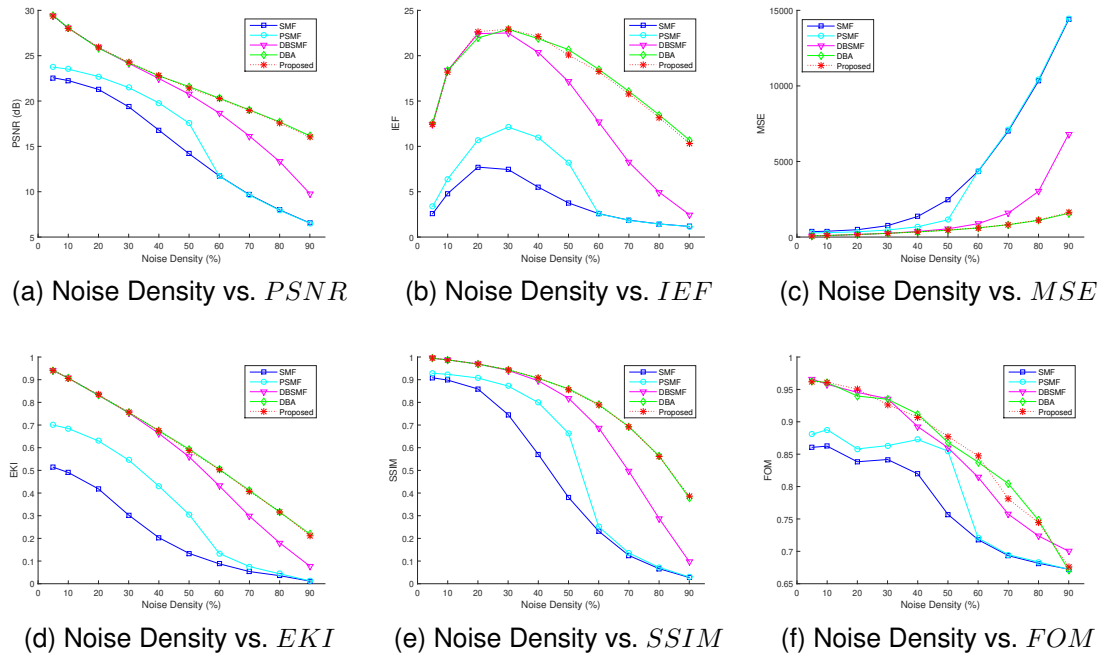 30
25
20
15
10
5
PSNR (dB)
0 10 20 30 40 50 60 70 80 90
Noise Density (%)
SMF
PSMF
DBSMF
DBA
Proposed
(a) Noise Density vs. PSNR
25
20
15
10
5
0
IEF
0 10 20 30 40 50 60 70 80 90
Noise Density (%)
SMF
PSMF
DBSMF
DBA
Proposed
(b) Noise Density vs. IEF
15000
10000
5000
0
MSE
0 10 20 30 40 50 60 70 80 90
Noise Density (%)
SMF
PSMF
DBSMF
DBA
Proposed
(c) Noise Density vs. MSE
1
0.9
0.8
0.7
0.6
0.5
0.4
0.3
0.2
0.1
0
EKI
0 10 20 30 40 50 60 70 80 90
Noise Density (%)
SMF
PSMF
DBSMF
DBA
Proposed
(d) Noise Density vs. EKI
1
0.9
0.8
0.7
0.6
0.5
0.4
0.3
0.2
0.1
0
SSIM
0 10 20 30 40 50 60 70 80 90
Noise Density (%)
SMF
PSMF
DBSMF
DBA
Proposed
(e) Noise Density vs. SSIM
1
0.95
0.9
0.85
0.8
0.75
0.7
0.65
FOM
0 10 20 30 40 50 60 70 80 90
Noise Density (%)
SMF
PSMF
DBSMF
DBA
Proposed
(f) Noise Density vs. FOM